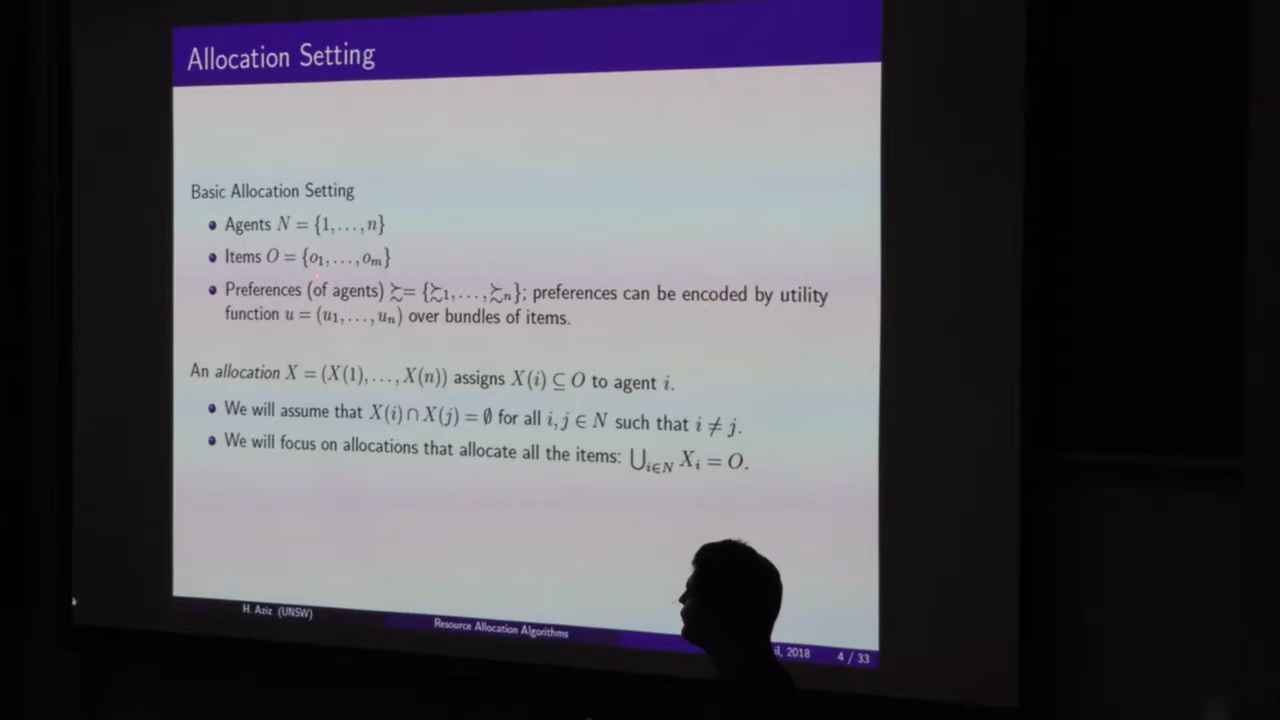 Allocation Setting
Basic Allocation Setting
Agents N = {1, . . . , n}
Items O = {o₁, . . . , oₘ}
Preferences (of agents) ≿= {≿₁, . . . , ≿ₙ}; preferences can be encoded by utility
function u = (u₁, . . . , uₙ) over bundles of items.
An allocation X = (X(1), . . . , X(n)) assigns X(i) ⊆ O to agent i.
We will assume that X(i) ∩ X(j) = ∅ for all i, j ∈ N such that i ≠ j.
We will focus on allocations that allocate all the items: ⋃i∈N Xᵢ = O.
H. Aziz (UNSW)
Resource Allocation Algorithms
2018
4 / 33